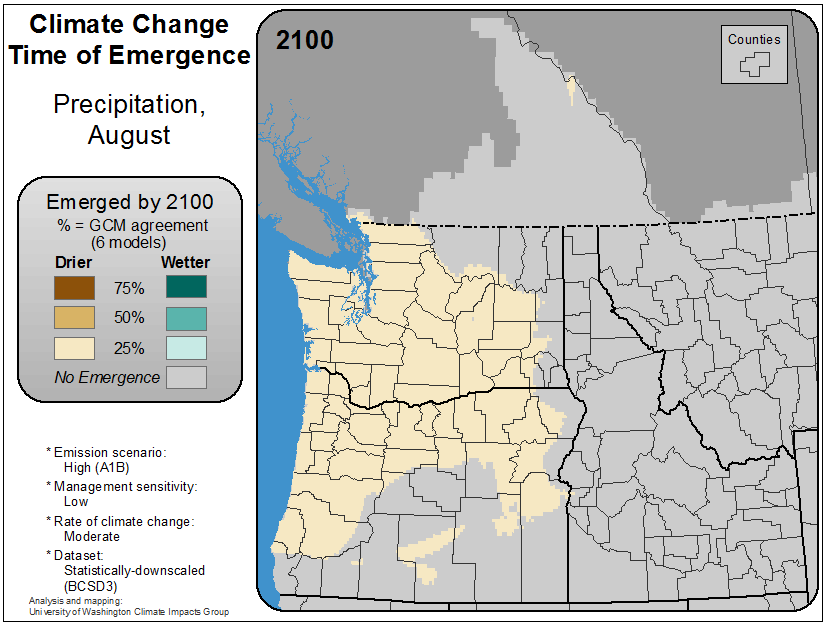 Climate Change
Time of Emergence
Precipitation,
August
Emerged by 2100
% = GCM agreement
(6 models)
Drier Wetter
75%
50%
25%
No Emergence
* Emission scenario:
High (A1B)
* Management sensitivity:
Low
* Rate of climate change:
Moderate
* Dataset:
Statistically-downscaled
(BCSD3)
Analysis and mapping:
University of Washington Climate Impacts Group
2100
Counties